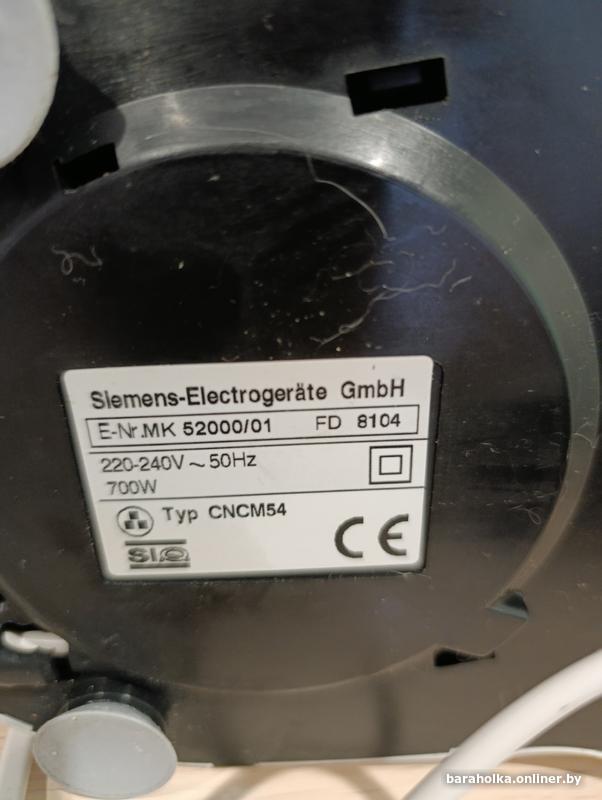 Siemens-Electrogeräte GmbH
E-Nr.MK 52000/01 FD 8104
220-240V ~ 50Hz
700W
Typ CNCM54
SIQ
CE
baraholka.onliner.by